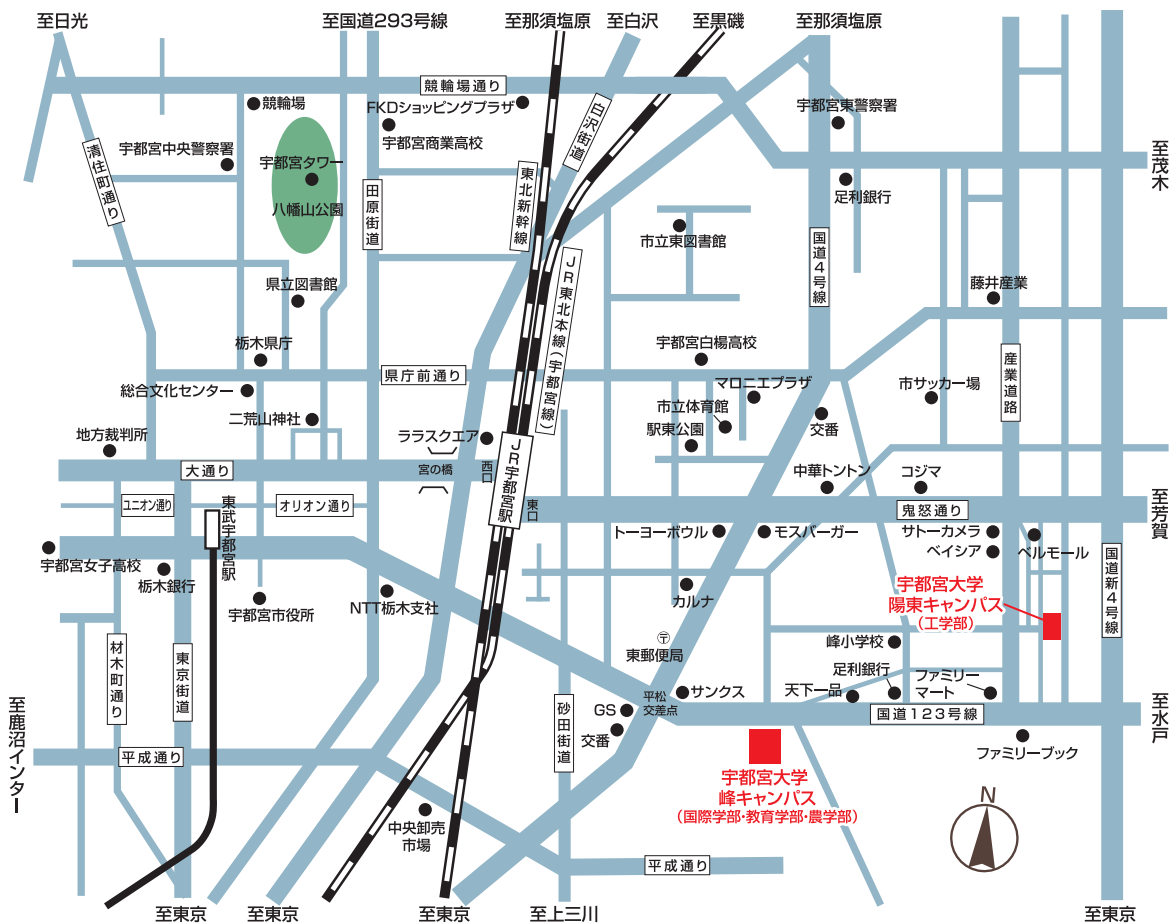 至日光
至国道293号線
至那須塩原
至白沢
至黒磯
至那須塩原
競輪場通り
競輪場
FKDショッピングプラザ
宇都宮商業高校
白沢街道
宇都宮東警察署
至茂木
清住町通り
宇都宮中央警察署
宇都宮タワー
八幡山公園
田原街道
東北新幹線
足利銀行
市立東図書館
国道4号線
JR東北本線(宇都宮線)
県立図書館
藤井産業
栃木県庁
県庁前通り
宇都宮白楊高校
産業道路
総合文化センター
マロニエプラザ
市サッカー場
二荒山神社
市立体育館
駅東公園
交番
地方裁判所
ララスクエア
大通り
宮の橋
西口
JR宇都宮駅
東口
中華トントン
コジマ
ユニオン通り
オリオン通り
東武宇都宮駅
鬼怒通り
至芳賀
トーヨーボウル
モスバーガー
サトーカメラ
ベイシア
ベルモール
国道新4号線
宇都宮女子高校
栃木銀行
宇都宮市役所
NTT栃木支社
カルナ
宇都宮大学
陽東キャンパス
(工学部)
〒
東郵便局
峰小学校
材木町通り
東京街道
足利銀行
ファミリー
マート
天下一品
サンクス
平松
交差点
GS
交番
砂田街道
国道123号線
至水戸
至鹿沼インター
平成通り
ファミリーブック
宇都宮大学
峰キャンパス
(国際学部・教育学部・農学部)
N
中央卸売
市場
平成通り
至東京
至東京
至東京
至上三川
至東京